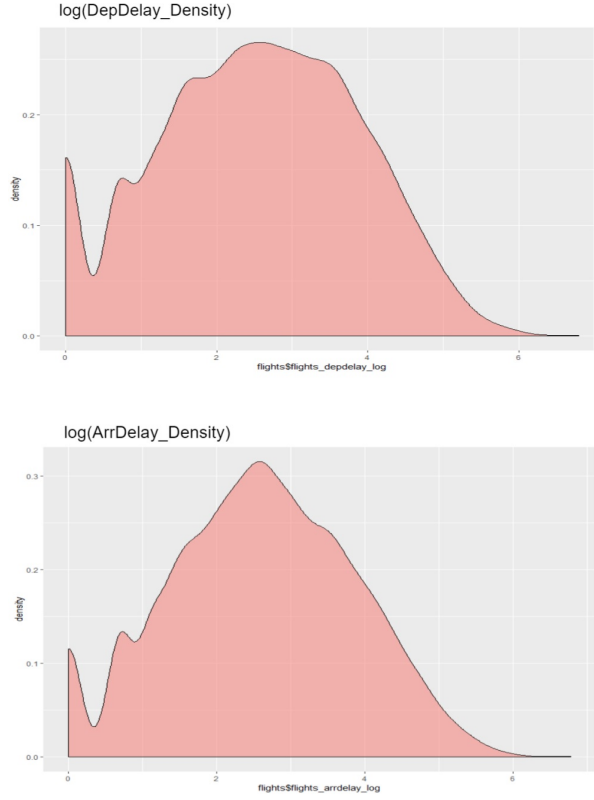 log(DepDelay_Density)
0.2
0.1
0.0
density
0 2 4 6
flights$flights_depdelay_log
log(ArrDelay_Density)
0.3
0.2
0.1
0.0
density
0 2 4 6
flights$flights_arrdelay_log